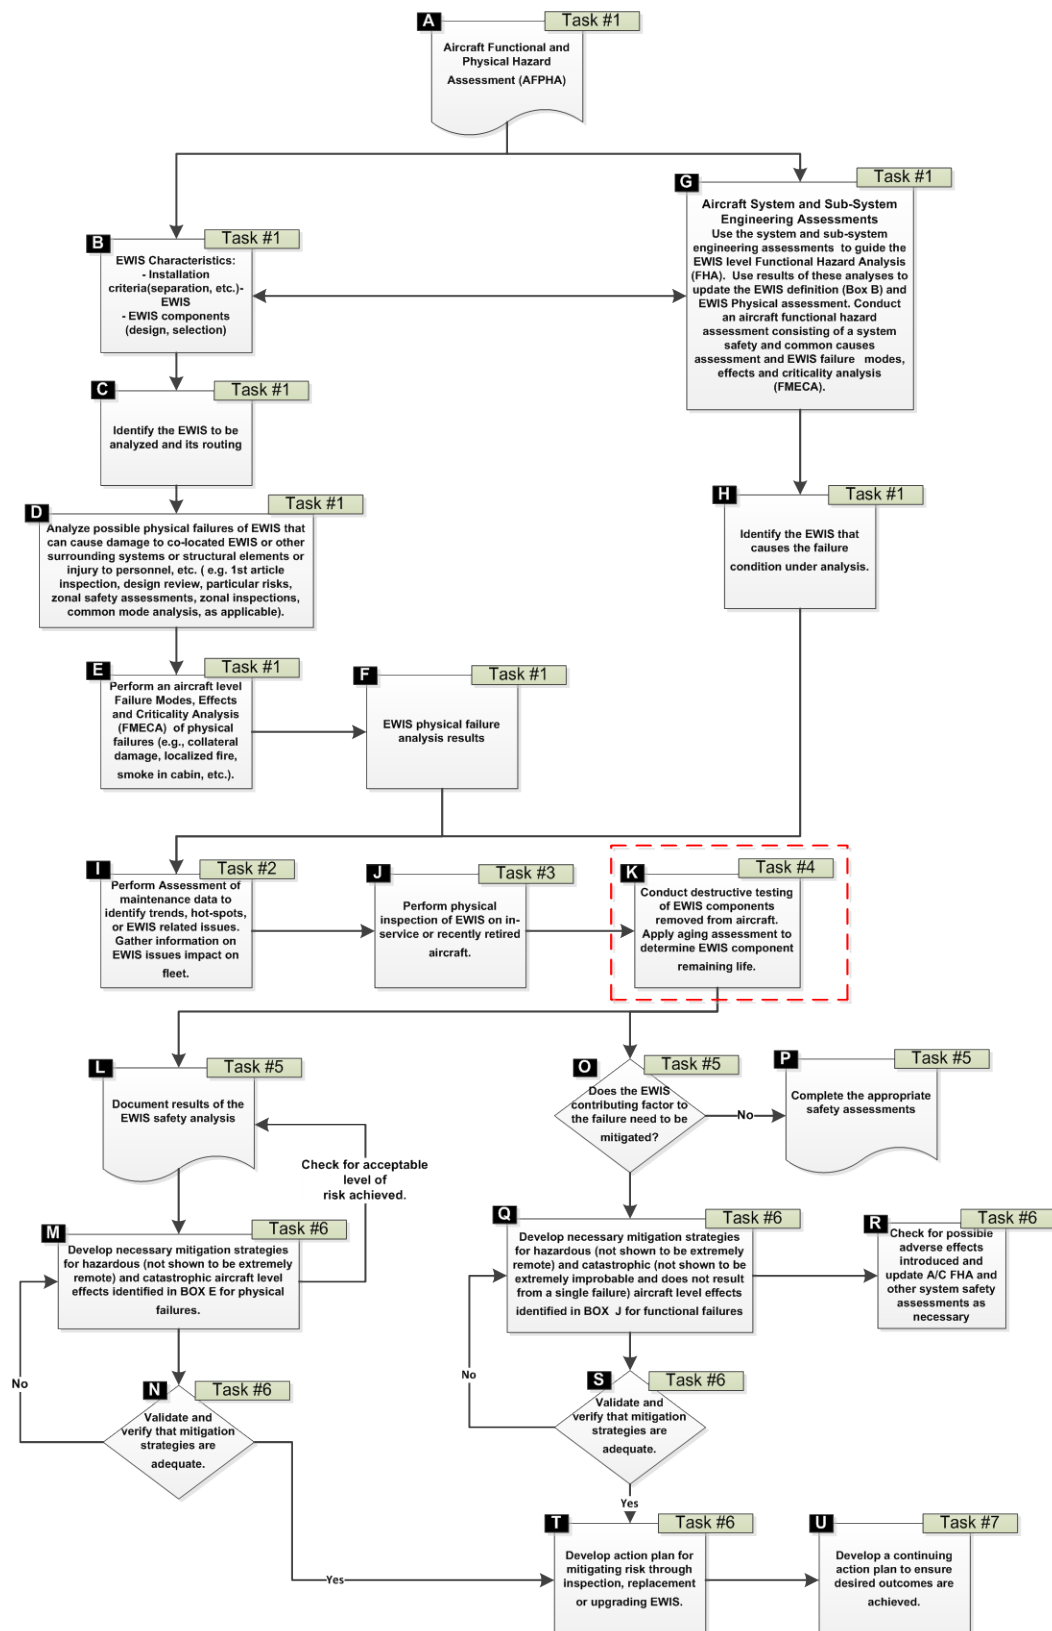 A
Task #1
Aircraft Functional and
Physical Hazard
Assessment (AFPHA)
G
Task #1
Aircraft System and Sub-System
Engineering Assessments
Use the system and sub-system
engineering assessments to guide the
EWIS level Functional Hazard Analysis
(FHA). Use results of these analyses to
update the EWIS definition (Box B) and
EWIS Physical assessment. Conduct
an aircraft functional hazard
assessment consisting of a system
safety and common causes
assessment and EWIS failure modes,
effects and criticality analysis
(FMECA).
B
Task #1
EWIS Characteristics:
- Installation
criteria(separation, etc.)-
EWIS
- EWIS components
(design, selection)
C
Task #1
Identify the EWIS to be
analyzed and its routing
D
Task #1
Analyze possible physical failures of EWIS that
can cause damage to co-located EWIS or other
surrounding systems or structural elements or
injury to personnel, etc. ( e.g. 1st article
inspection, design review, particular risks,
zonal safety assessments, zonal inspections,
common mode analysis, as applicable).
H
Task #1
Identify the EWIS that
causes the failure
condition under analysis.
E
Task #1
Perform an aircraft level
Failure Modes, Effects
and Criticality Analysis
(FMECA) of physical
failures (e.g., collateral
damage, localized fire,
smoke in cabin, etc.).
F
Task #1
EWIS physical failure
analysis results
I
Task #2
Perform Assessment of
maintenance data to
identify trends, hot-spots,
or EWIS related issues.
Gather information on
EWIS issues impact on
fleet.
J
Task #3
Perform physical
inspection of EWIS on in-
service or recently retired
aircraft.
K
Task #4
Conduct destructive testing
of EWIS components
removed from aircraft.
Apply aging assessment to
determine EWIS component
remaining life.
L
Task #5
Document results of the
EWIS safety analysis
O
Task #5
Does the EWIS
contributing factor to
the failure need to be
mitigated?
No
P
Task #5
Complete the appropriate
safety assessments
Check for acceptable
level of
risk achieved.
M
Task #6
Develop necessary mitigation strategies
for hazardous (not shown to be extremely
remote) and catastrophic aircraft level
effects identified in BOX E for physical
failures.
Q
Task #6
Develop necessary mitigation strategies
for hazardous (not shown to be extremely
remote) and catastrophic (not shown to be
extremely improbable and does not result
from a single failure) aircraft level effects
identified in BOX J for functional failures
R
Task #6
Check for possible
adverse effects
introduced and
update A/C FHA and
other system safety
assessments as
necessary
No
N
Task #6
Validate and
verify that mitigation
strategies are
adequate.
No
S
Task #6
Validate and
verify that mitigation
strategies are
adequate.
Yes
Yes
T
Task #6
Develop action plan for
mitigating risk through
inspection, replacement
or upgrading EWIS.
U
Task #7
Develop a continuing
action plan to ensure
desired outcomes are
achieved.